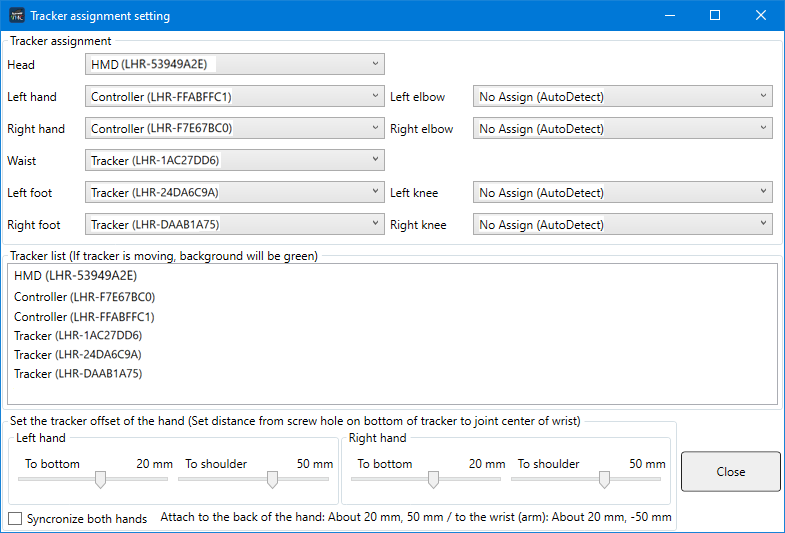 Tracker assignment setting
Tracker assignment
Head HMD (LHR-53949A2E)
Left hand Controller (LHR-FFABFFC1) Left elbow No Assign (AutoDetect)
Right hand Controller (LHR-F7E67BC0) Right elbow No Assign (AutoDetect)
Waist Tracker (LHR-1AC27DD6)
Left foot Tracker (LHR-24DA6C9A) Left knee No Assign (AutoDetect)
Right foot Tracker (LHR-DAAB1A75) Right knee No Assign (AutoDetect)
Tracker list (If tracker is moving, background will be green)
HMD (LHR-53949A2E)
Controller (LHR-F7E67BC0)
Controller (LHR-FFABFFC1)
Tracker (LHR-1AC27DD6)
Tracker (LHR-24DA6C9A)
Tracker (LHR-DAAB1A75)
Set the tracker offset of the hand (Set distance from screw hole on bottom of tracker to joint center of wrist)
Left hand Right hand
To bottom 20 mm To shoulder 50 mm To bottom 20 mm To shoulder 50 mm
Close
Syncronize both hands Attach to the back of the hand: About 20 mm, 50 mm / to the wrist (arm): About 20 mm, -50 mm